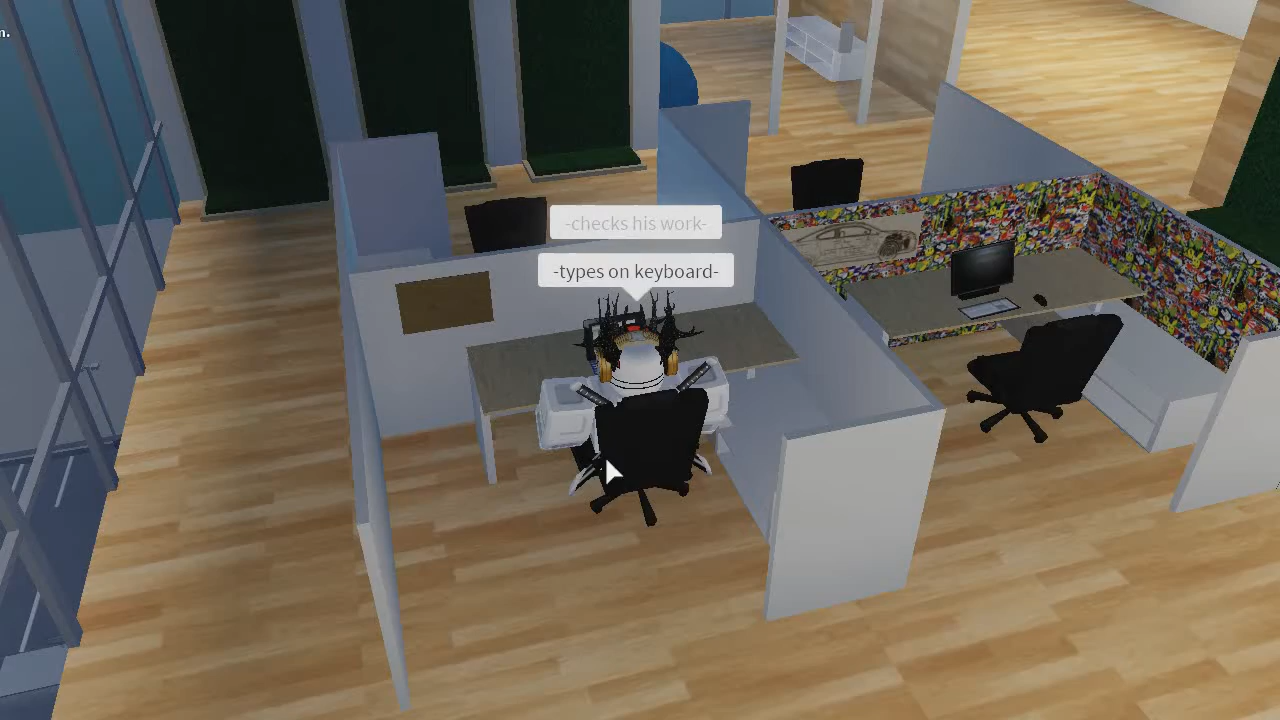 n.
-checks his work-
-types on keyboard-